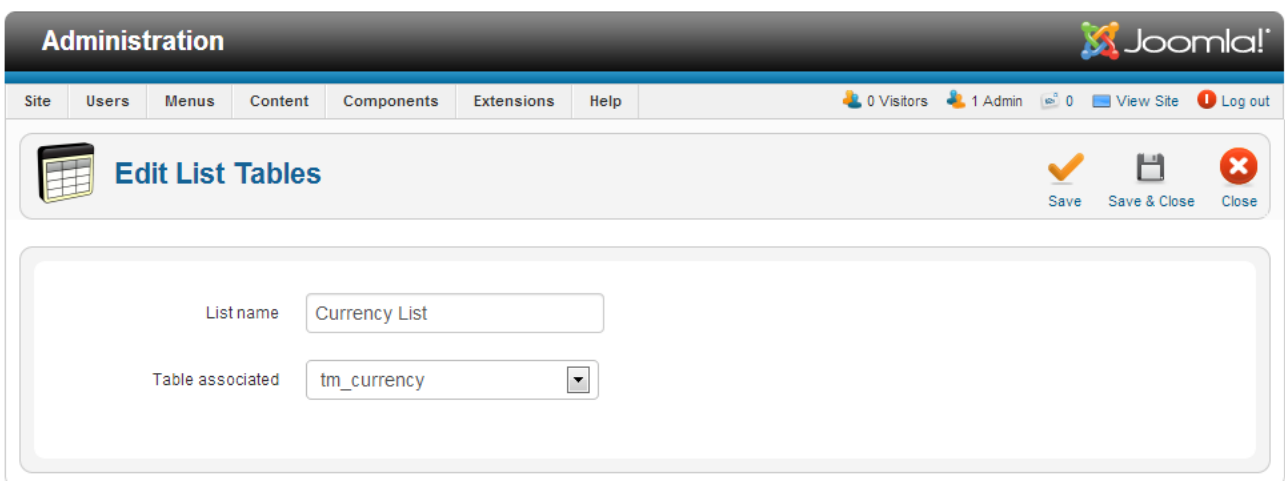 Administration
Joomla!
Site Users Menus Content Components Extensions Help 0 Visitors 1 Admin 0 View Site Log out
Edit List Tables
Save Save & Close Close
List name Currency List
Table associated tm_currency